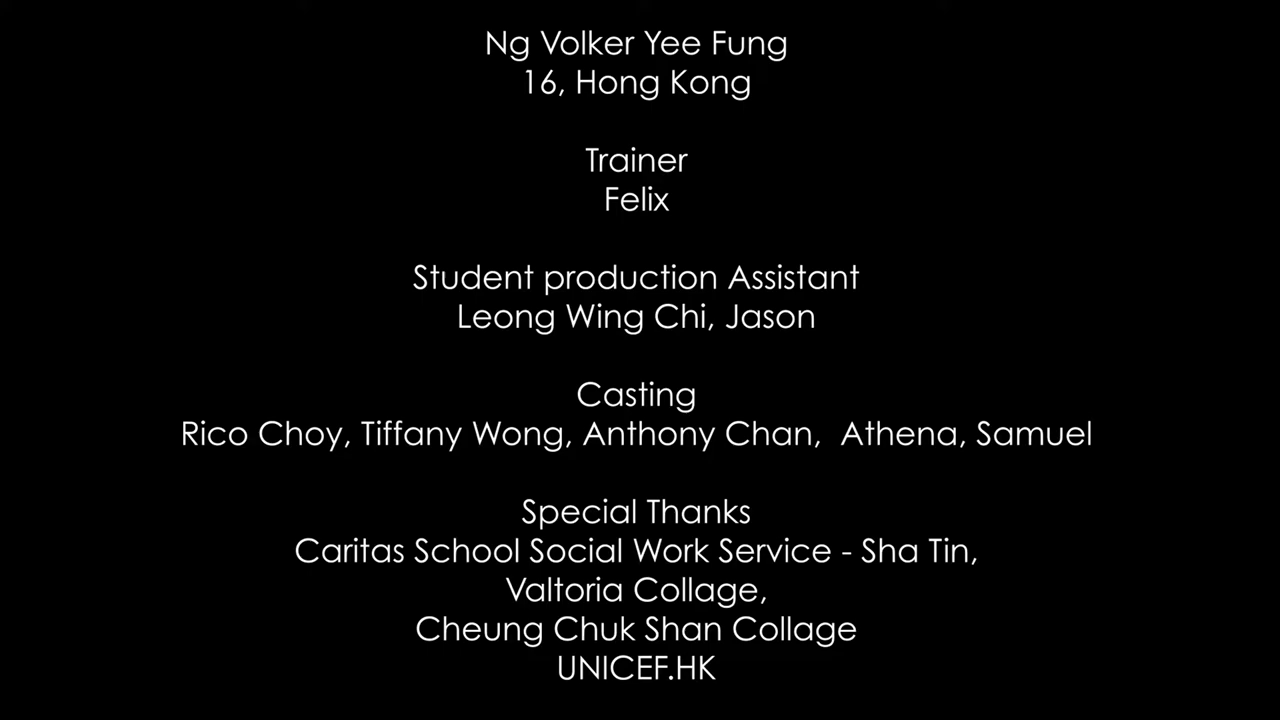 Ng Volker Yee Fung
16, Hong Kong
Trainer
Felix
Student production Assistant
Leong Wing Chi, Jason
Casting
Rico Choy, Tiffany Wong, Anthony Chan,  Athena, Samuel
Special Thanks
Caritas School Social Work Service - Sha Tin,
Valtoria Collage,
Cheung Chuk Shan Collage
UNICEF.HK